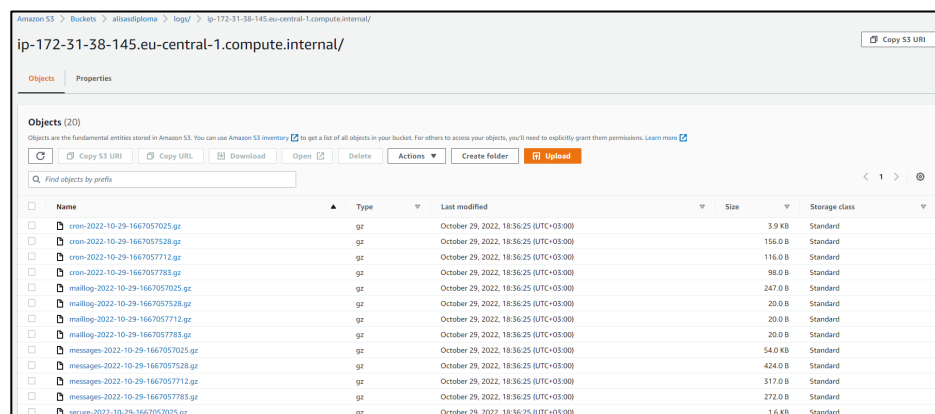 Amazon S3 > Buckets > alisasdiploma > logs/ > ip-172-31-38-145.eu-central-1.compute.internal/
ip-172-31-38-145.eu-central-1.compute.internal/
Copy S3 URI
Objects Properties
Objects (20)
Objects are the fundamental entities stored in Amazon S3. You can use Amazon S3 inventory to get a list of all objects in your bucket. For others to access your objects, you'll need to explicitly grant them permissions. Learn more
Copy S3 URI Copy URL Download Open Delete Actions Create folder Upload
Find objects by prefix
< 1 >
Name Type Last modified Size Storage class
cron-2022-10-29-1667057025.gz gz October 29, 2022, 18:36:25 (UTC+03:00) 3.9 KB Standard
cron-2022-10-29-1667057528.gz gz October 29, 2022, 18:36:25 (UTC+03:00) 156.0 B Standard
cron-2022-10-29-1667057712.gz gz October 29, 2022, 18:36:25 (UTC+03:00) 116.0 B Standard
cron-2022-10-29-1667057783.gz gz October 29, 2022, 18:36:25 (UTC+03:00) 98.0 B Standard
maillog-2022-10-29-1667057025.gz gz October 29, 2022, 18:36:25 (UTC+03:00) 247.0 B Standard
maillog-2022-10-29-1667057528.gz gz October 29, 2022, 18:36:25 (UTC+03:00) 20.0 B Standard
maillog-2022-10-29-1667057712.gz gz October 29, 2022, 18:36:25 (UTC+03:00) 20.0 B Standard
maillog-2022-10-29-1667057783.gz gz October 29, 2022, 18:36:25 (UTC+03:00) 20.0 B Standard
messages-2022-10-29-1667057025.gz gz October 29, 2022, 18:36:25 (UTC+03:00) 54.0 KB Standard
messages-2022-10-29-1667057528.gz gz October 29, 2022, 18:36:25 (UTC+03:00) 424.0 B Standard
messages-2022-10-29-1667057712.gz gz October 29, 2022, 18:36:25 (UTC+03:00) 317.0 B Standard
messages-2022-10-29-1667057783.gz gz October 29, 2022, 18:36:25 (UTC+03:00) 272.0 B Standard
secure-2022-10-29-1667057025.gz gz October 29, 2022, 18:36:25 (UTC+03:00) 1.6 KB Standard